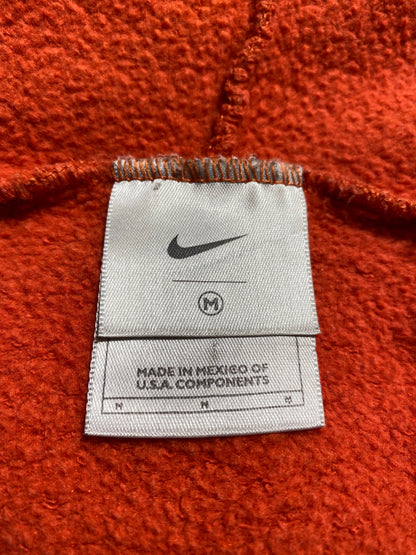 M
MADE IN MEXICO OF
U.S.A. COMPONENTS
M M M